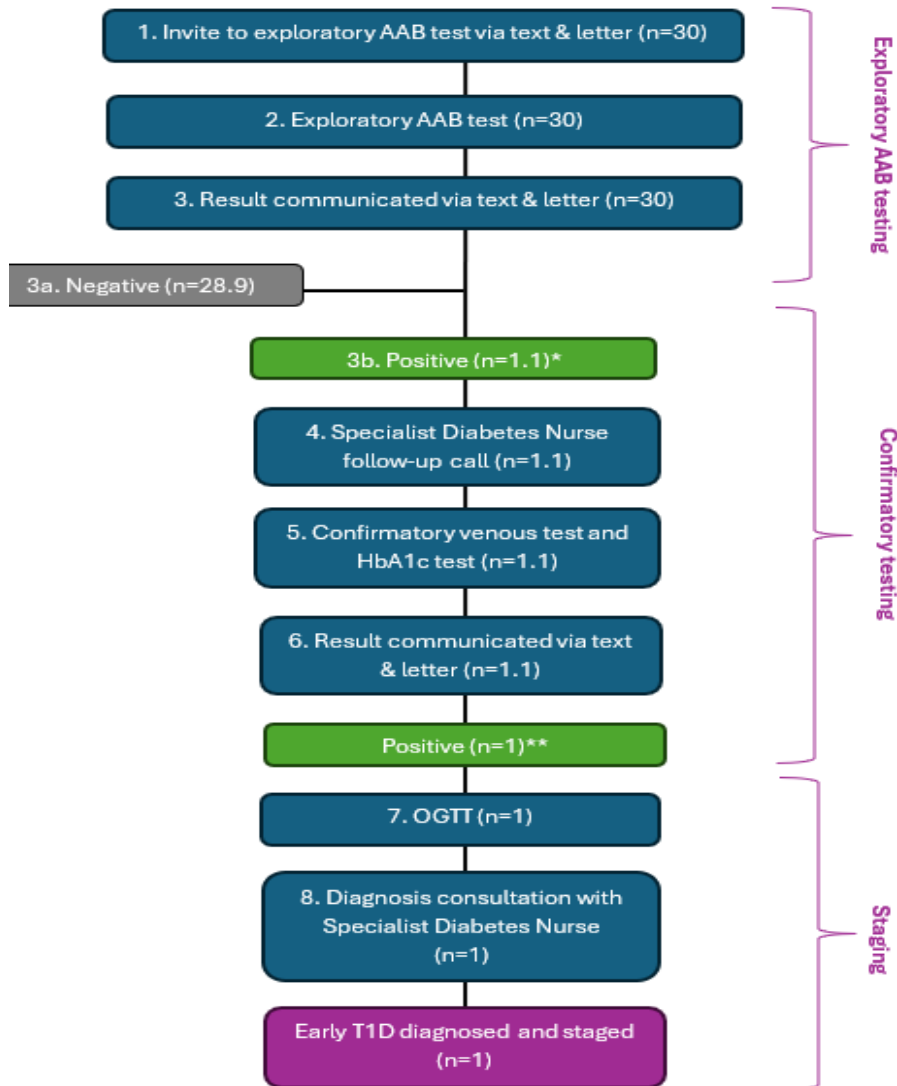 1. Invite to exploratory AAB test via text & letter (n=30)
2. Exploratory AAB test (n=30)
3. Result communicated via text & letter (n=30)
Exploratory AAB testing
3a. Negative (n=28.9)
3b. Positive (n=1.1)*
4. Specialist Diabetes Nurse
follow-up call (n=1.1)
5. Confirmatory venous test and
HbA1c test (n=1.1)
6. Result communicated via text
& letter (n=1.1)
Positive (n=1)**
Confirmatory testing
7. OGTT (n=1)
8. Diagnosis consultation with
Specialist Diabetes Nurse
(n=1)
Early T1D diagnosed and staged
(n=1)
Staging